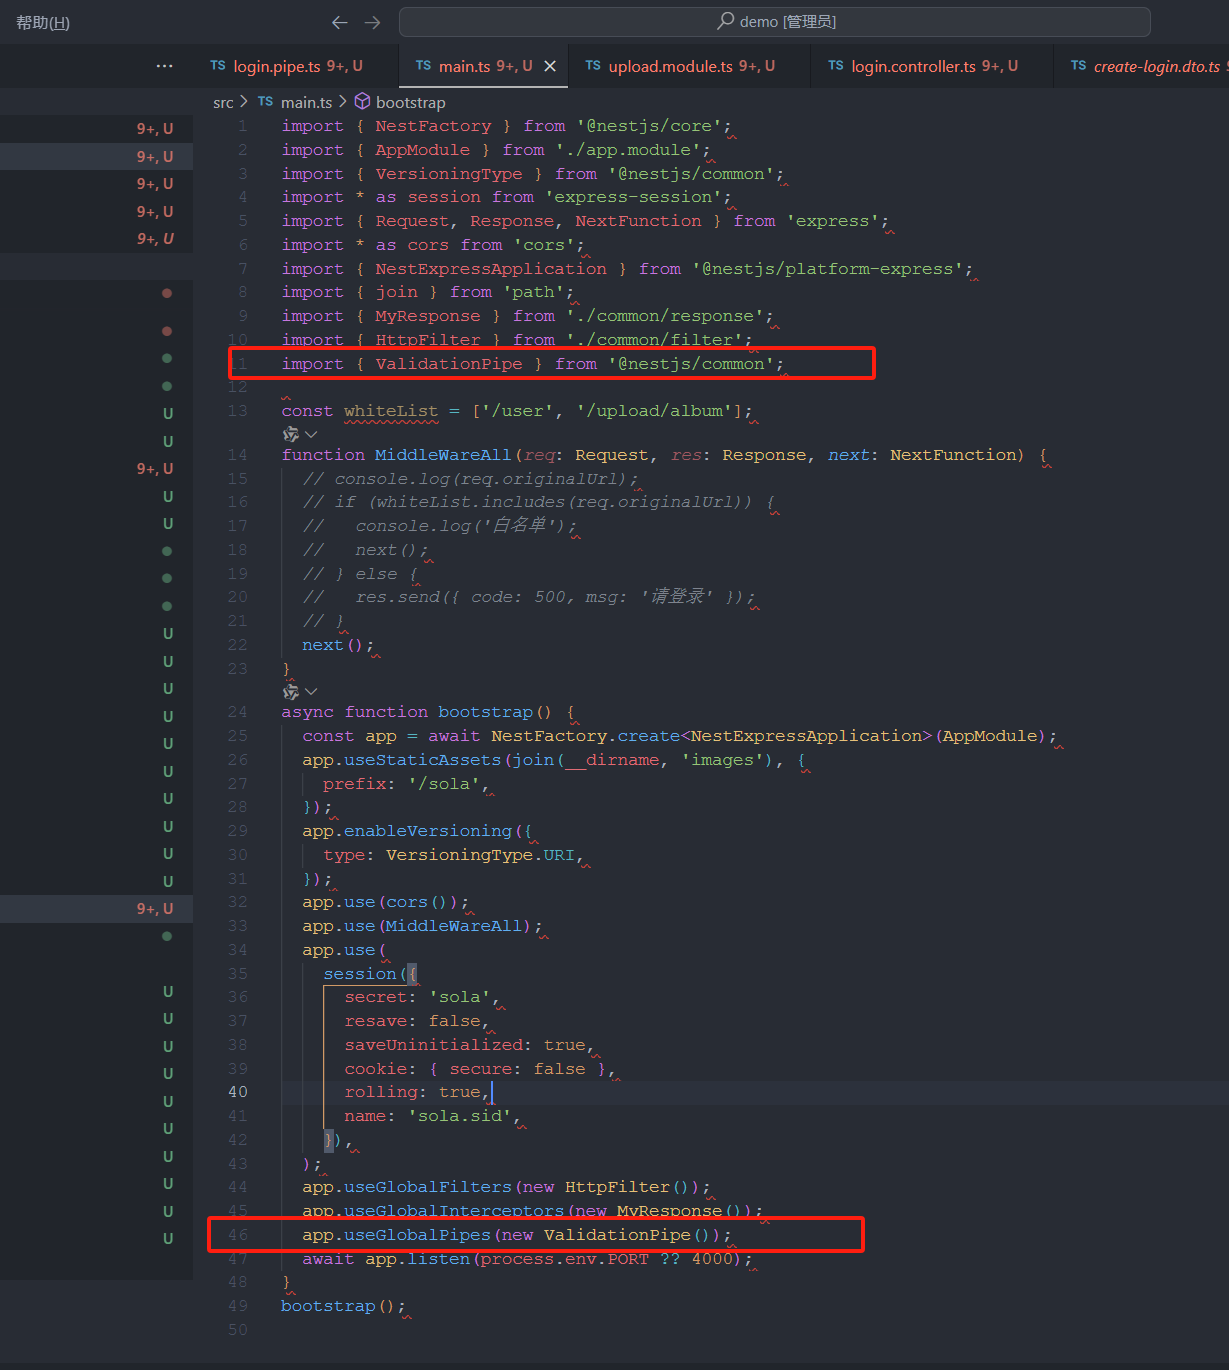 帮助(H)
demo [管理员]
TS login.pipe.ts 9+, U
TS main.ts 9+, U
TS upload.module.ts 9+, U
TS login.controller.ts 9+, U
TS create-login.dto.ts 9
src > TS main.ts > bootstrap
9+, U
9+, U
9+, U
9+, U
9+, U
U
U
9+, U
U
U
U
U
U
U
U
U
U
U
U
U
9+, U
U
U
U
U
U
U
U
U
U
U
1 import { NestFactory } from '@nestjs/core';
2 import { AppModule } from './app.module';
3 import { VersioningType } from '@nestjs/common';
4 import * as session from 'express-session';
5 import { Request, Response, NextFunction } from 'express';
6 import * as cors from 'cors';
7 import { NestExpressApplication } from '@nestjs/platform-express';
8 import { join } from 'path';
9 import { MyResponse } from './common/response';
10 import { HttpFilter } from './common/filter';
11 import { ValidationPipe } from '@nestjs/common';
12
13 const whiteList = ['/user', '/upload/album'];
14 function MiddleWareAll(req: Request, res: Response, next: NextFunction) {
15 // console.log(req.originalUrl);
16 // if (whiteList.includes(req.originalUrl)) {
17 //   console.log('白名单');
18 //   next();
19 // } else {
20 //   res.send({ code: 500, msg: '请登录' });
21 // }
22 next();
23 }
24 async function bootstrap() {
25 const app = await NestFactory.create<NestExpressApplication>(AppModule);
26 app.useStaticAssets(join(__dirname, 'images'), {
27 prefix: '/sola',
28 });
29 app.enableVersioning({
30 type: VersioningType.URI,
31 });
32 app.use(cors());
33 app.use(MiddleWareAll);
34 app.use(
35 session({
36 secret: 'sola',
37 resave: false,
38 saveUninitialized: true,
39 cookie: { secure: false },
40 rolling: true,
41 name: 'sola.sid',
42 }),
43 );
44 app.useGlobalFilters(new HttpFilter());
45 app.useGlobalInterceptors(new MyResponse());
46 app.useGlobalPipes(new ValidationPipe());
47 await app.listen(process.env.PORT ?? 4000);
48 }
49 bootstrap();
50